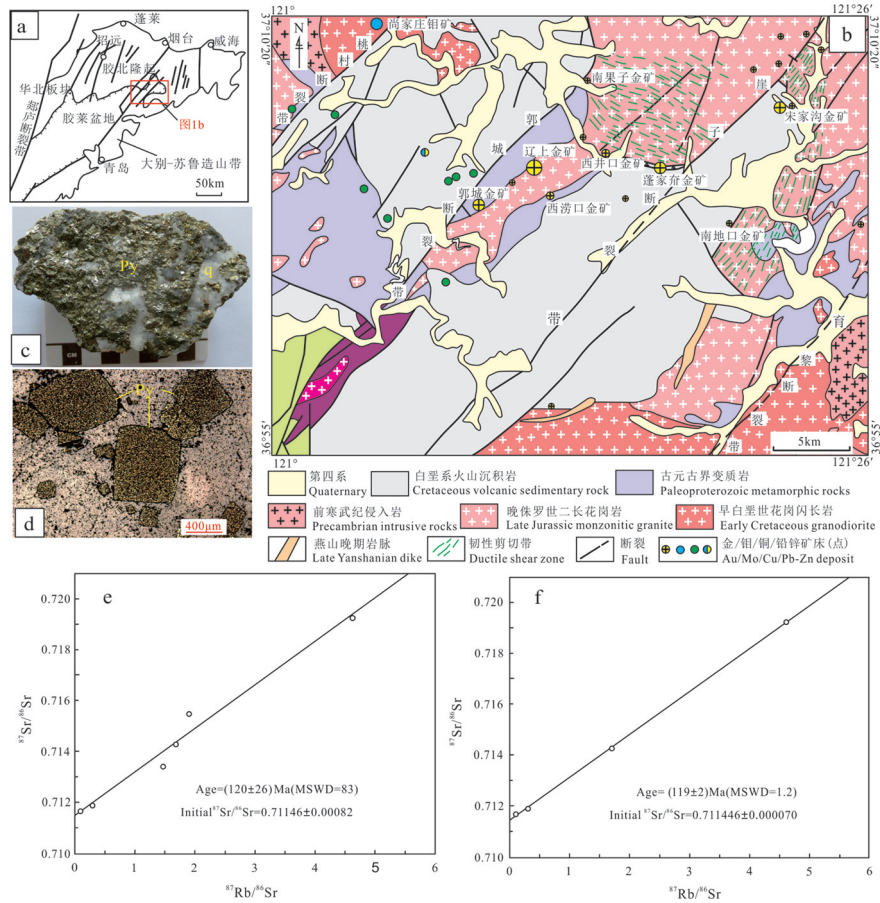 a
蓬莱
招远
烟台
威海
胶北隆起
华北板块
胶莱盆地
图1b
郯庐断裂带
青岛
大别-苏鲁造山带
50km
c
Py
q
CM
d
Py
400μm
b
121°
121°26′
37°10′20″
37°10′20″
N
尚家庄钼矿
桃村断裂带
南果子金矿
崖子断裂带
宋家沟金矿
郭城断裂带
辽上金矿
西井口金矿
蓬家夼金矿
郭城金矿
西涝口金矿
南地口金矿
育黎断裂带
36°55′
36°55′
5km
121°
121°26′
第四系
Quaternary
白垩系火山沉积岩
Cretaceous volcanic sedimentary rock
古元古界变质岩
Paleoproterozoic metamorphic rocks
前寒武纪侵入岩
Precambrian intrusive rocks
晚侏罗世二长花岗岩
Late Jurassic monzonitic granite
早白垩世花岗闪长岩
Early Cretaceous granodiorite
燕山晚期岩脉
Late Yanshanian dike
韧性剪切带
Ductile shear zone
断裂
Fault
金/钼/铜/铅锌矿床(点)
Au/Mo/Cu/Pb-Zn deposit
e
0.720
0.718
0.716
0.714
0.712
0.710
⁸⁷Sr/⁸⁶Sr
Age=(120±26)Ma(MSWD=83)
Initial⁸⁷Sr/⁸⁶Sr=0.71146±0.00082
0 1 2 3 4 5 6
⁸⁷Rb/⁸⁶Sr
f
0.720
0.718
0.716
0.714
0.712
0.710
⁸⁷Sr/⁸⁶Sr
Age= (119±2)Ma(MSWD=1.2)
Initial ⁸⁷Sr/⁸⁶Sr=0.711446±0.000070
0 1 2 3 4 5 6
⁸⁷Rb/⁸⁶Sr